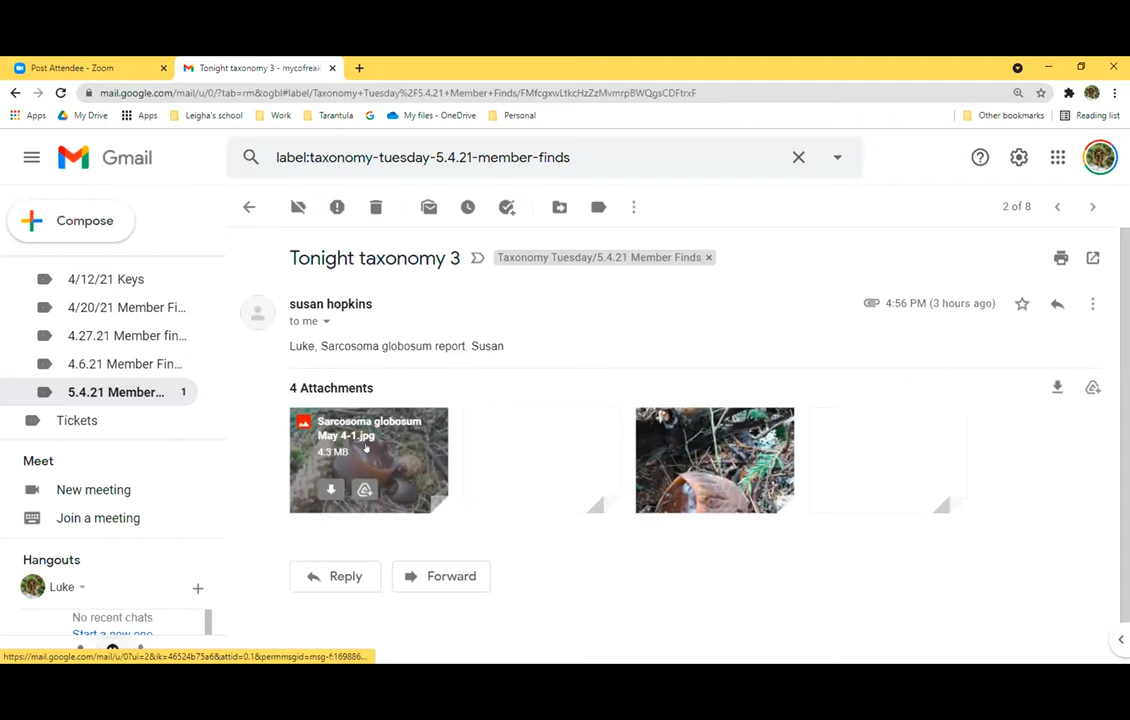 Post Attendee - Zoom
Tonight taxonomy 3 - mycofreak
mail.google.com/mail/u/0/?tab=rm&ogbl#label/Taxonomy+Tuesday%2F5.4.21+Member+Finds/FMfcgxwLtkcHzZzMvmrpBWQgsCDFtrxF
Apps
My Drive
Apps
Leigha's school
Work
Tarantula
My files - OneDrive
Personal
Other bookmarks
Reading list
Gmail
label:taxonomy-tuesday-5.4.21-member-finds
Compose
2 of 8
4/12/21 Keys
4/20/21 Member Fi...
4.27.21 Member fin...
4.6.21 Member Fin...
5.4.21 Member... 1
Tickets
Meet
New meeting
Join a meeting
Hangouts
Luke
No recent chats
Start a new one
Tonight taxonomy 3
Taxonomy Tuesday/5.4.21 Member Finds ×
susan hopkins
4:56 PM (3 hours ago)
to me
Luke, Sarcosoma globosum report. Susan
4 Attachments
Sarcosoma globosum
May 4-1.jpg
4.3 MB
Reply
Forward
https://mail.google.com/mail/u/0?ui=2&ik=46524b75a6&attid=0.1&permmsgid=msg-f:169886...